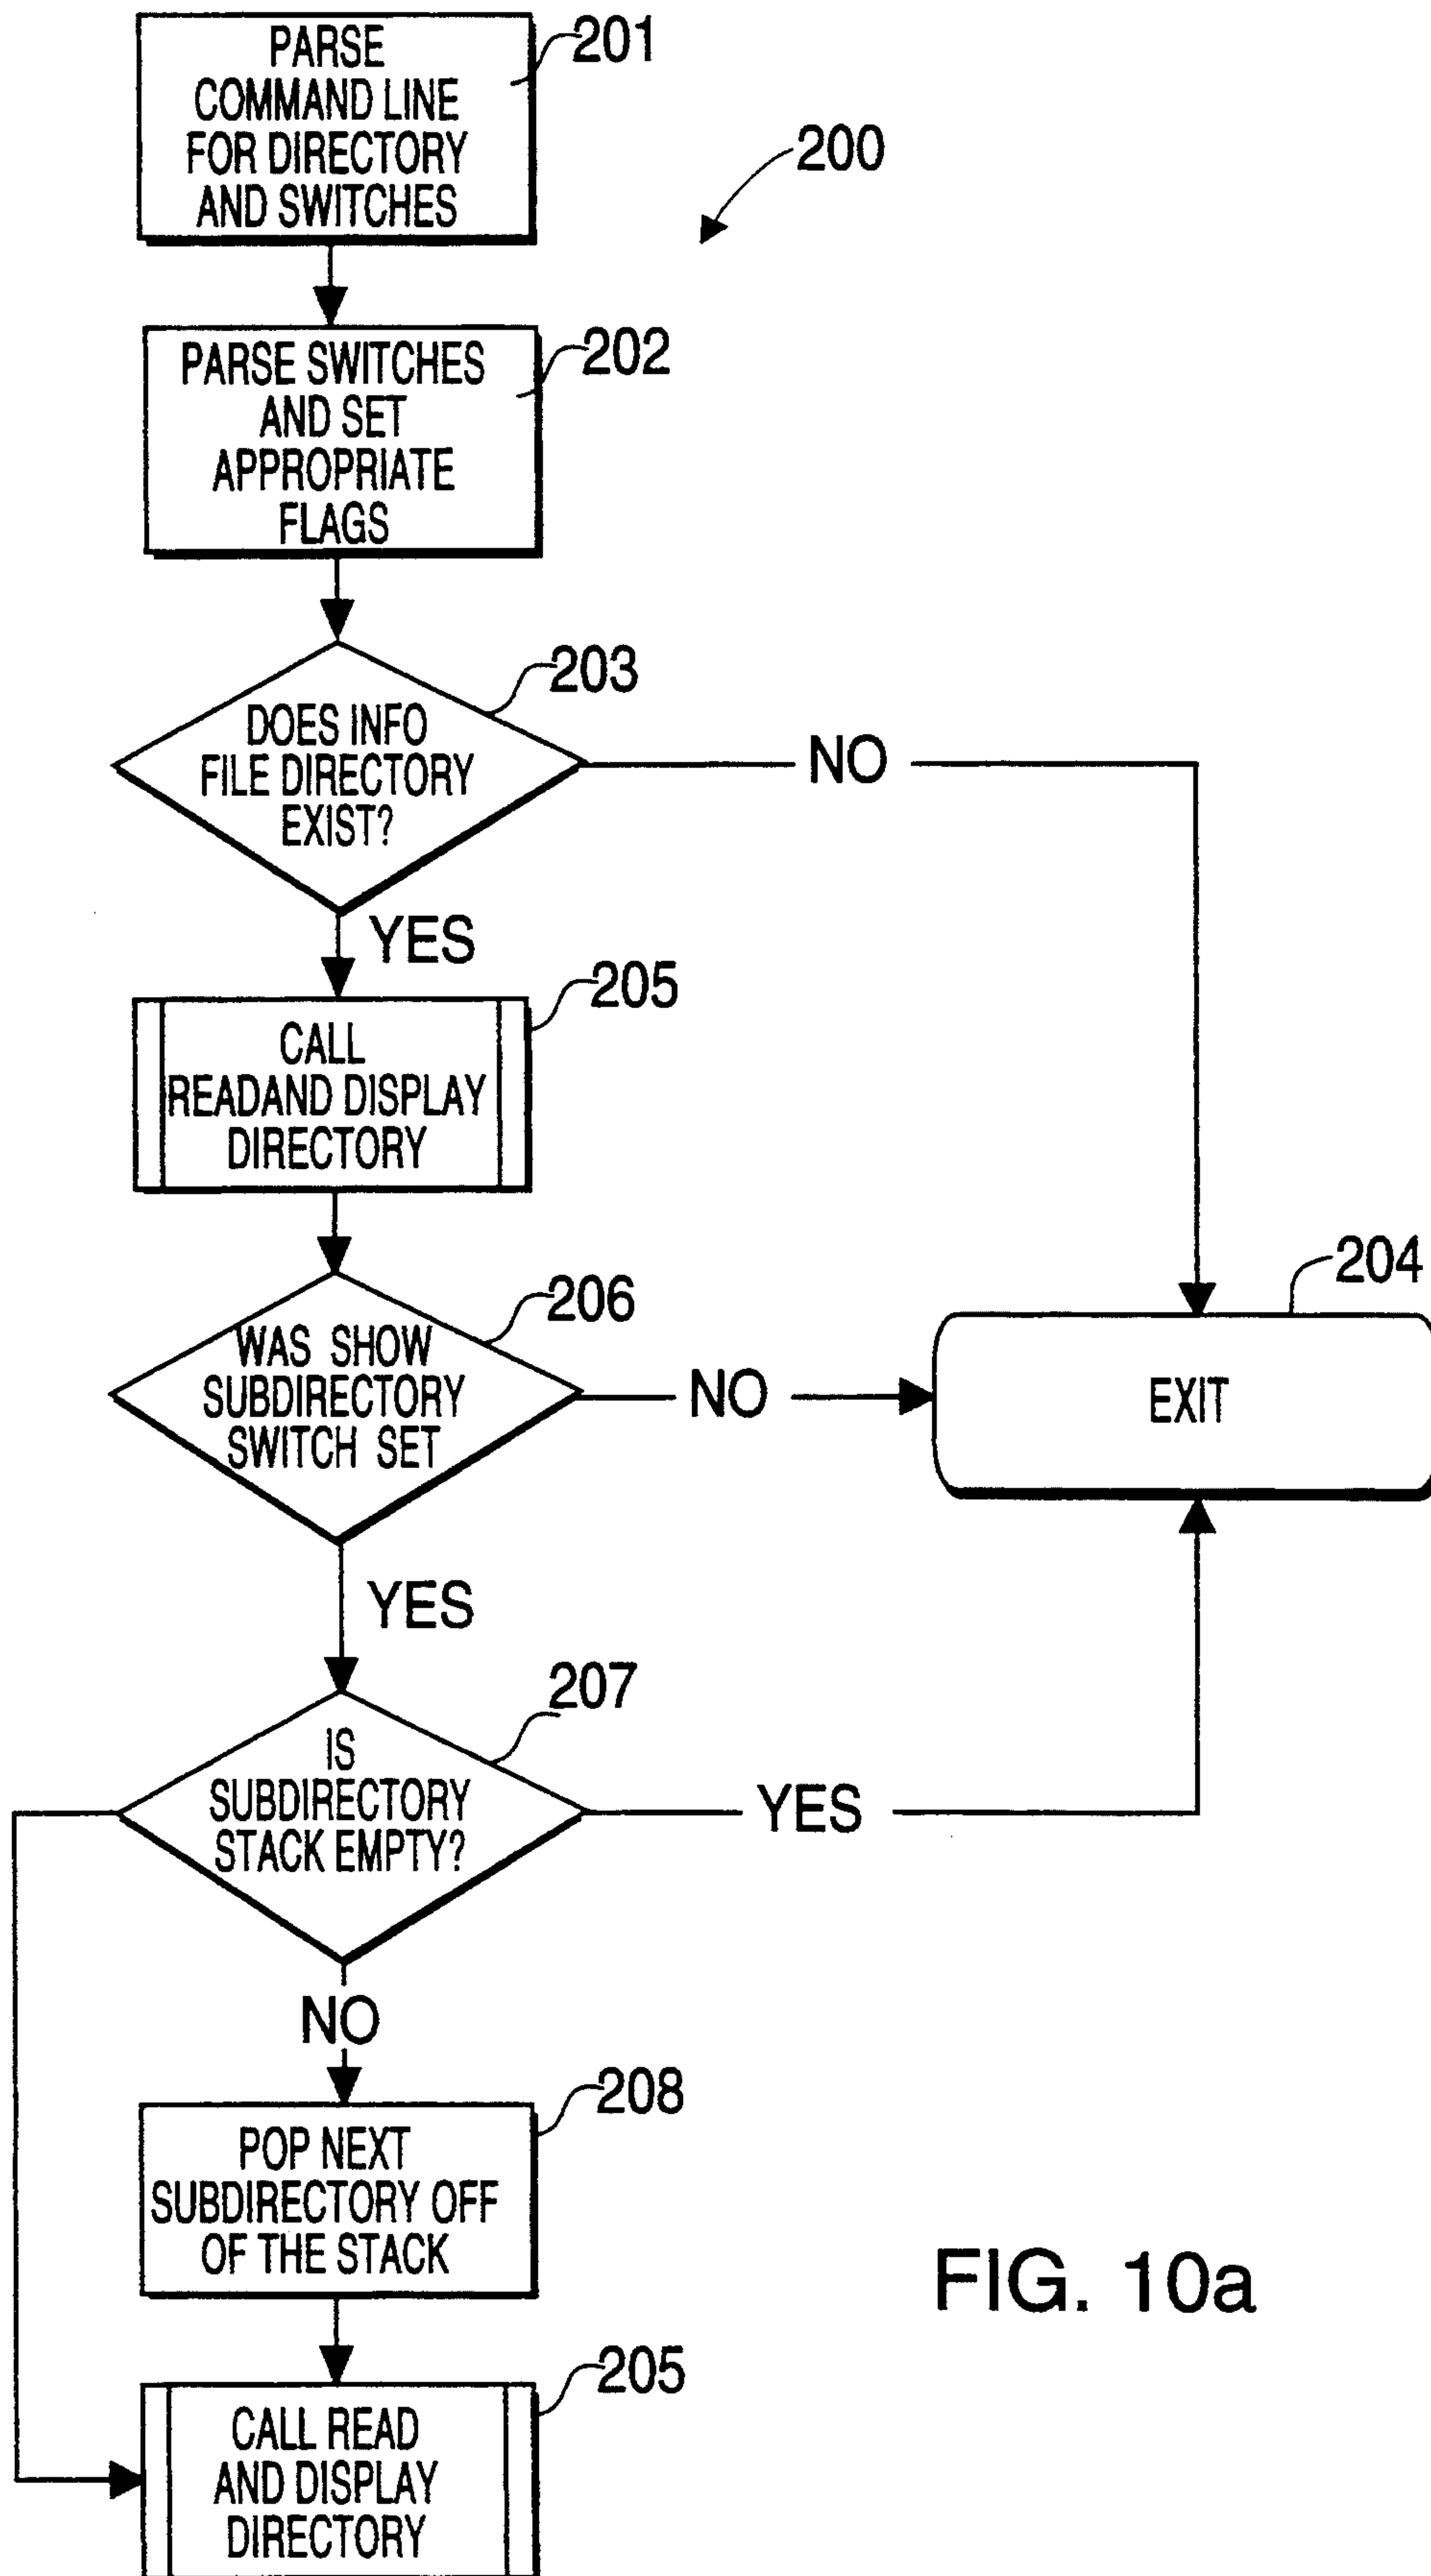 PARSE
COMMAND LINE
FOR DIRECTORY
AND SWITCHES
201
200
PARSE SWITCHES
AND SET
APPROPRIATE
FLAGS
202
DOES INFO
FILE DIRECTORY
EXIST?
203
NO
YES
CALL
READAND DISPLAY
DIRECTORY
205
WAS SHOW
SUBDIRECTORY
SWITCH SET
206
NO
EXIT
204
YES
IS
SUBDIRECTORY
STACK EMPTY?
207
YES
NO
POP NEXT
SUBDIRECTORY OFF
OF THE STACK
208
CALL READ
AND DISPLAY
DIRECTORY
205
FIG. 10a